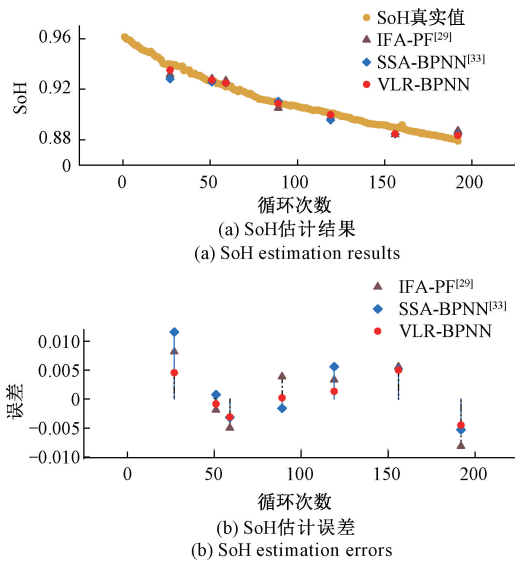 SoH真实值
IFA-PF[29]
SSA-BPNN[33]
VLR-BPNN
0.96
0.92
0.88
0
SoH
0 50 100 150 200
循环次数
(a) SoH估计结果
(a) SoH estimation results
IFA-PF[29]
SSA-BPNN[33]
VLR-BPNN
0.010
0.005
0
−0.005
−0.010
误差
0 50 100 150 200
循环次数
(b) SoH估计误差
(b) SoH estimation errors